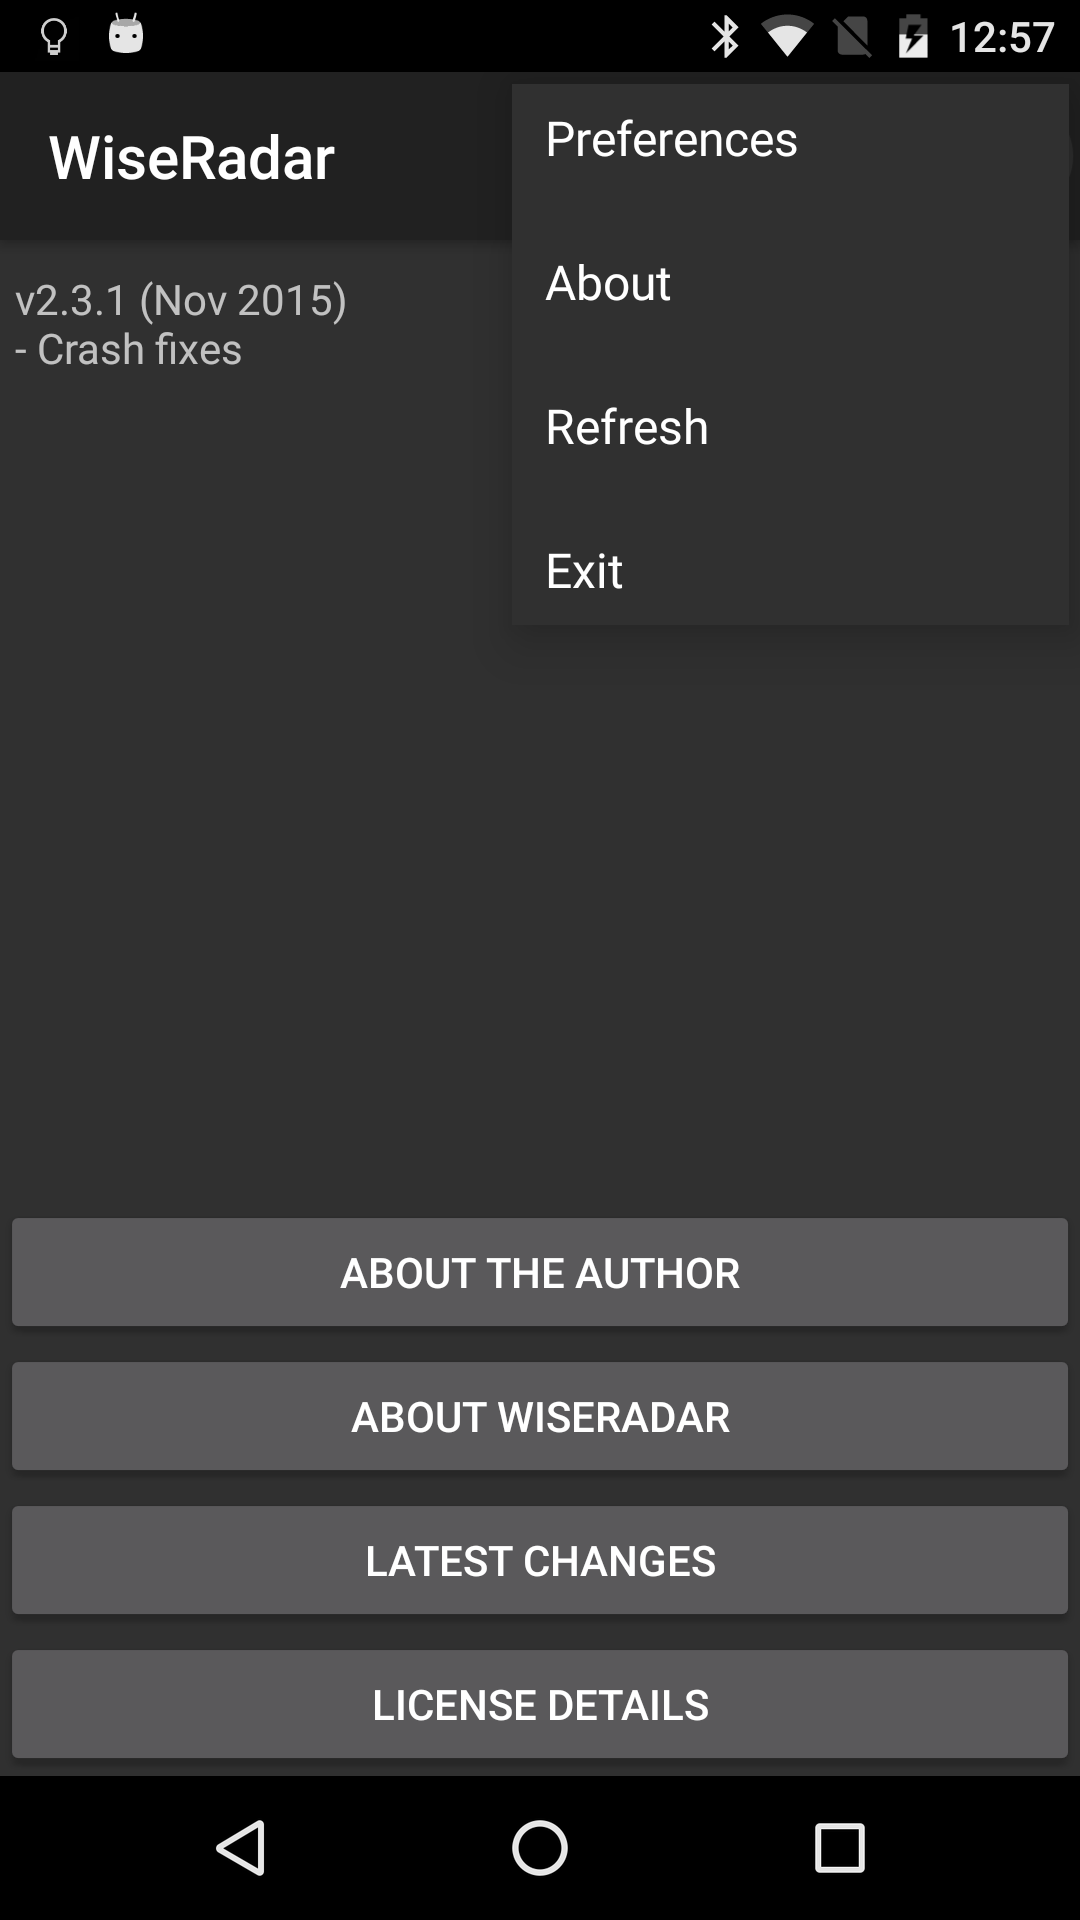 12:57
WiseRadar
Preferences
About
Refresh
Exit
v2.3.1 (Nov 2015)
- Crash fixes
ABOUT THE AUTHOR
ABOUT WISERADAR
LATEST CHANGES
LICENSE DETAILS